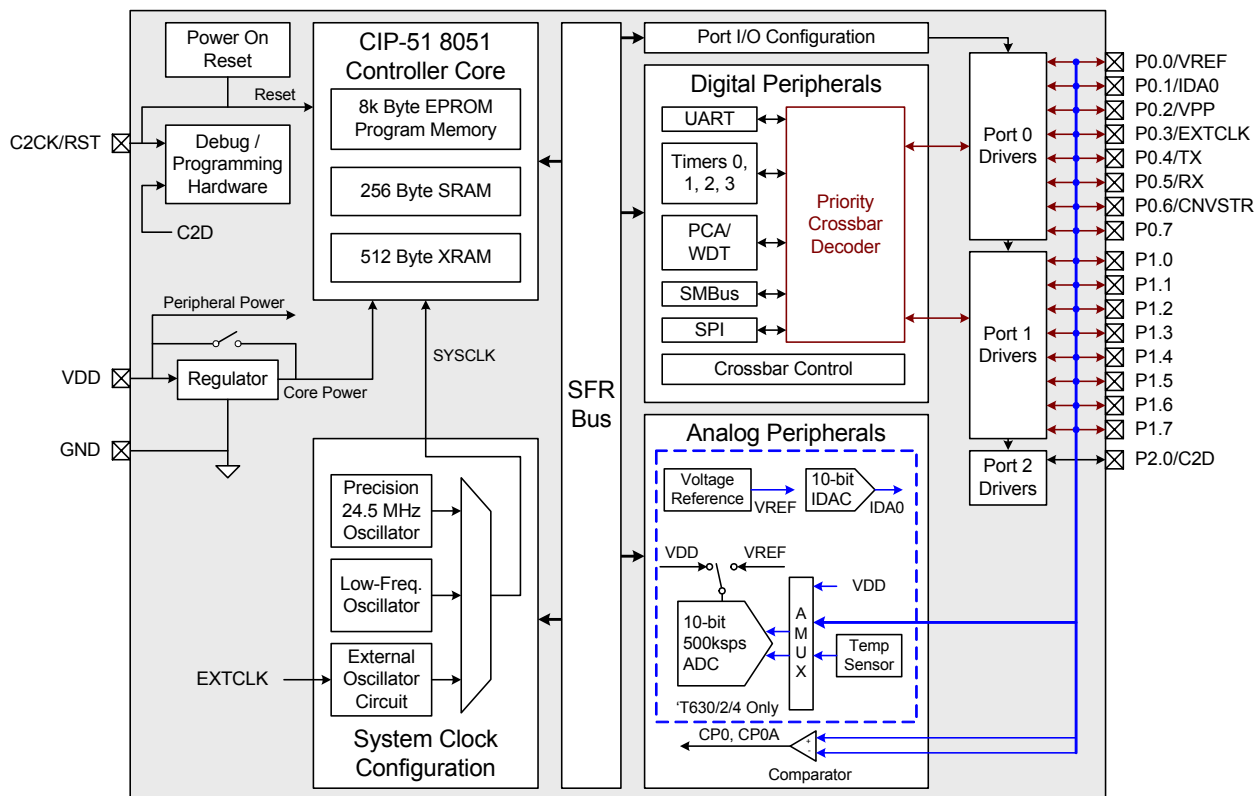 Power On
Reset
Reset
C2CK/RST
Debug /
Programming
Hardware
C2D
Peripheral Power
VDD
Regulator
Core Power
GND
CIP-51 8051
Controller Core
8k Byte EPROM
Program Memory
256 Byte SRAM
512 Byte XRAM
SYSCLK
Precision
24.5 MHz
Oscillator
Low-Freq.
Oscillator
EXTCLK
External
Oscillator
Circuit
System Clock
Configuration
SFR
Bus
Port I/O Configuration
Digital Peripherals
UART
Timers 0,
1, 2, 3
PCA/
WDT
SMBus
SPI
Priority
Crossbar
Decoder
Crossbar Control
Analog Peripherals
Voltage
Reference
VREF
10-bit
IDAC
IDA0
VDD
VREF
10-bit
500ksps
ADC
A
M
U
X
VDD
Temp
Sensor
‘T630/2/4 Only
CP0, CP0A
+
-
Comparator
Port 0
Drivers
Port 1
Drivers
Port 2
Drivers
P0.0/VREF
P0.1/IDA0
P0.2/VPP
P0.3/EXTCLK
P0.4/TX
P0.5/RX
P0.6/CNVSTR
P0.7
P1.0
P1.1
P1.2
P1.3
P1.4
P1.5
P1.6
P1.7
P2.0/C2D